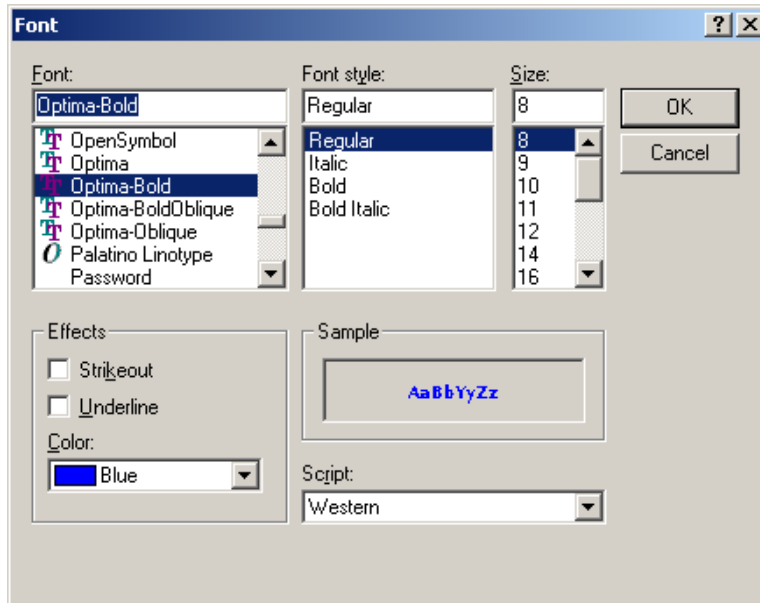 Font
Font: Font style: Size:
Optima-Bold Regular 8 OK
OpenSymbol Regular 8 Cancel
Optima Italic 9
Optima-Bold Bold 10
Optima-BoldOblique Bold Italic 11
Optima-Oblique 12
Palatino Linotype 14
Password 16
Effects Sample
Strikeout
AaBbYyZz
Underline
Color:
Blue Script:
Western